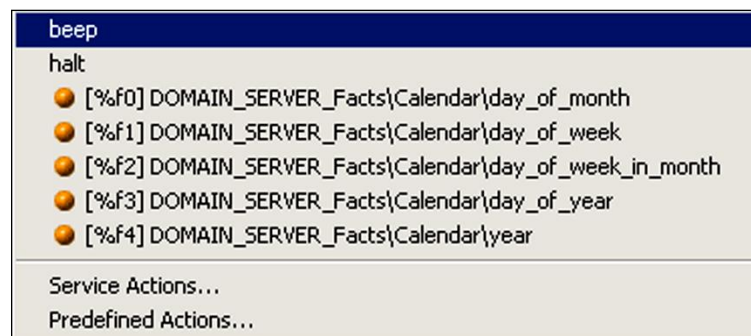 beep
halt
[%f0] DOMAIN_SERVER_Facts\Calendar\day_of_month
[%f1] DOMAIN_SERVER_Facts\Calendar\day_of_week
[%f2] DOMAIN_SERVER_Facts\Calendar\day_of_week_in_month
[%f3] DOMAIN_SERVER_Facts\Calendar\day_of_year
[%f4] DOMAIN_SERVER_Facts\Calendar\year
Service Actions...
Predefined Actions...